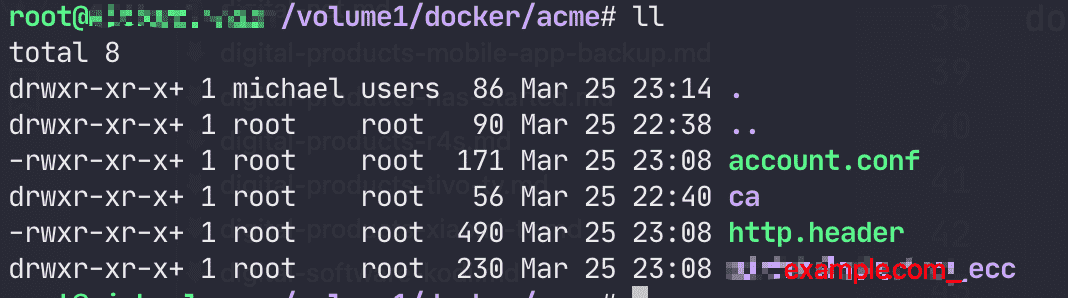 root@ /volume1/docker/acme# ll
total 8
drwxr-xr-x+ 1 michael users  86 Mar 25 23:14 .
drwxr-xr-x+ 1 root    root   90 Mar 25 22:38 ..
-rwxr-xr-x+ 1 root    root  171 Mar 25 23:08 account.conf
drwxr-xr-x+ 1 root    root   56 Mar 25 22:40 ca
-rwxr-xr-x+ 1 root    root  490 Mar 25 23:08 http.header
drwxr-xr-x+ 1 root    root  230 Mar 25 23:08 example.com_ecc
/volume1/docker/acme#